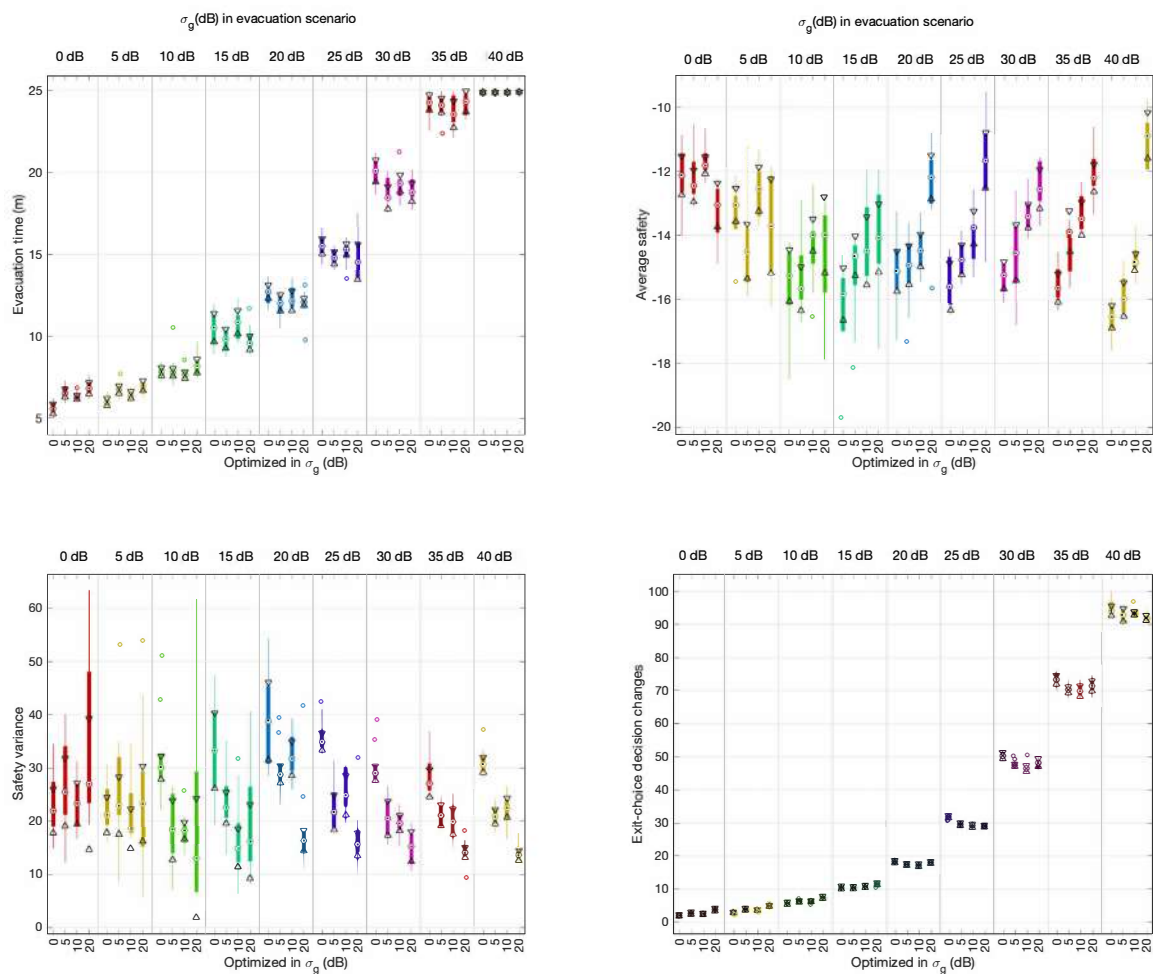 σg(dB) in evacuation scenario
0 dB 5 dB 10 dB 15 dB 20 dB 25 dB 30 dB 35 dB 40 dB
Evacuation time (m)
25
20
15
10
5
0 5 10 20 0 5 10 20 0 5 10 20 0 5 10 20 0 5 10 20 0 5 10 20 0 5 10 20 0 5 10 20 0 5 10 20
Optimized in σg (dB)
σg(dB) in evacuation scenario
0 dB 5 dB 10 dB 15 dB 20 dB 25 dB 30 dB 35 dB 40 dB
Average safety
-10
-12
-14
-16
-18
-20
0 5 10 20 0 5 10 20 0 5 10 20 0 5 10 20 0 5 10 20 0 5 10 20 0 5 10 20 0 5 10 20 0 5 10 20
Optimized in σg (dB)
0 dB 5 dB 10 dB 15 dB 20 dB 25 dB 30 dB 35 dB 40 dB
Safety variance
60
50
40
30
20
10
0
0 5 10 20 0 5 10 20 0 5 10 20 0 5 10 20 0 5 10 20 0 5 10 20 0 5 10 20 0 5 10 20 0 5 10 20
Optimized in σg (dB)
0 dB 5 dB 10 dB 15 dB 20 dB 25 dB 30 dB 35 dB 40 dB
Exit-choice decision changes
100
90
80
70
60
50
40
30
20
10
0
0 5 10 20 0 5 10 20 0 5 10 20 0 5 10 20 0 5 10 20 0 5 10 20 0 5 10 20 0 5 10 20 0 5 10 20
Optimized in σg (dB)